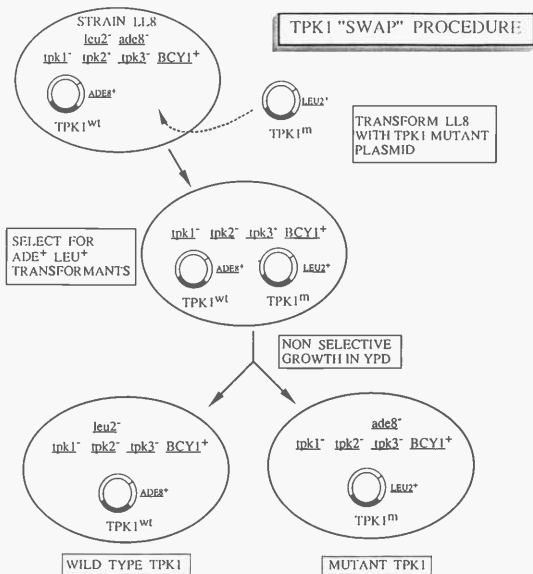 TPK1 "SWAP" PROCEDURE
STRAIN LL8
leu2⁻ ade8⁻
tpk1⁻ tpk2⁻ tpk3⁻ BCY1⁺
ADE8⁺
TPK1wt
LEU2⁺
TPK1m
TRANSFORM LL8
WITH TPK1 MUTANT
PLASMID
SELECT FOR
ADE⁺ LEU⁺
TRANSFORMANTS
tpk1⁻ tpk2⁻ tpk3⁻ BCY1⁺
ADE8⁺
LEU2⁺
TPK1wt
TPK1m
NON SELECTIVE
GROWTH IN YPD
leu2⁻
tpk1⁻ tpk2⁻ tpk3⁻ BCY1⁺
ADE8⁺
TPK1wt
WILD TYPE TPK1
ade8⁻
tpk1⁻ tpk2⁻ tpk3⁻ BCY1⁺
LEU2⁺
TPK1m
MUTANT TPK1